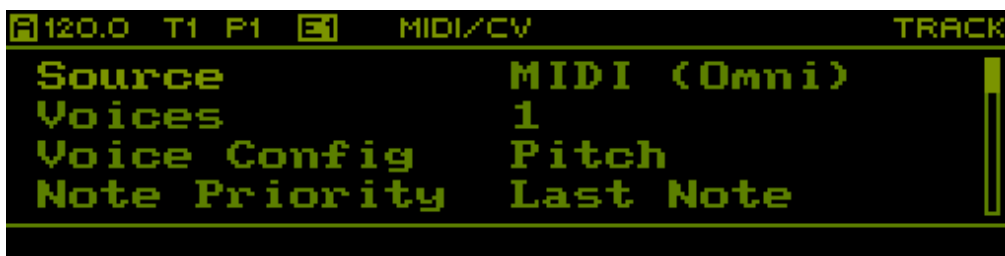 A 120.0 T1 P1 E1 MIDI/CV TRACK
Source MIDI (Omni)
Voices 1
Voice Config Pitch
Note Priority Last Note